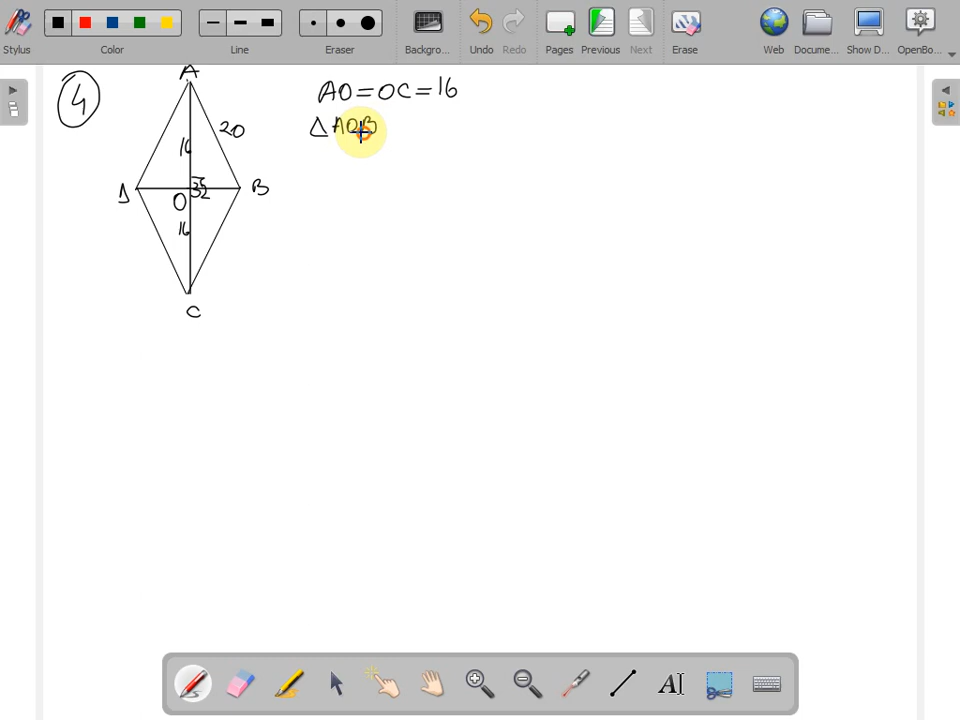 Stylus
Color
Line
Eraser
Backgro...
Undo
Redo
Pages
Previous
Next
Erase
Web
Docume...
Show D...
OpenBo...
4
A
20
16
Δ
O
32
B
16
C
AO=OC=16
Δ AOB